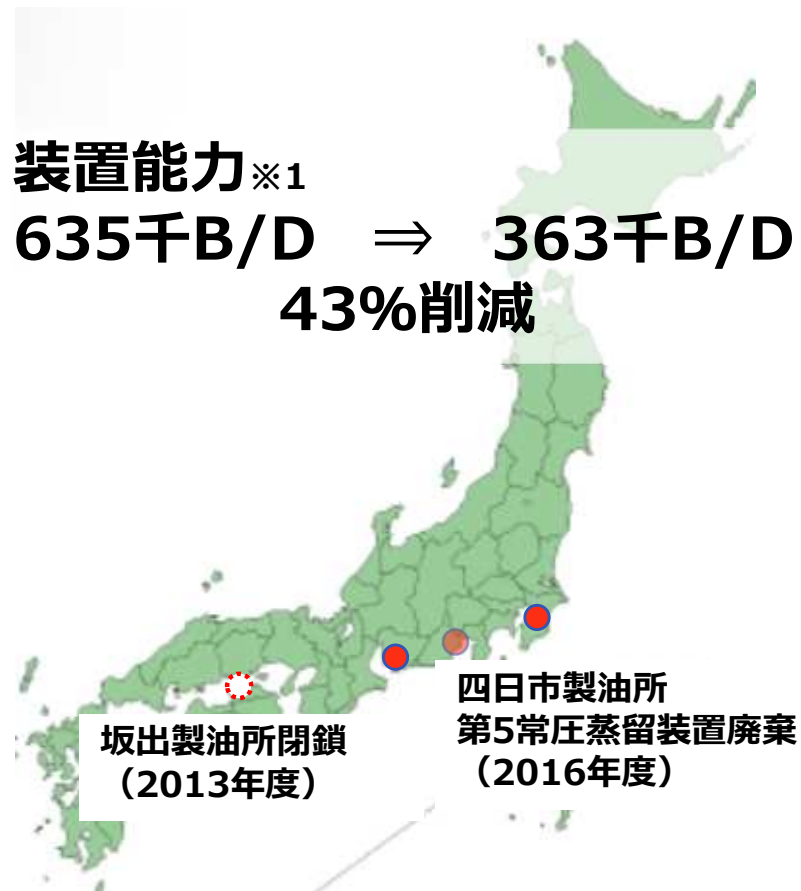 装置能力※1
635千B/D ⇒ 363千B/D
43%削減
四日市製油所
第5常圧蒸留装置廃棄
（2016年度）
坂出製油所閉鎖
（2013年度）